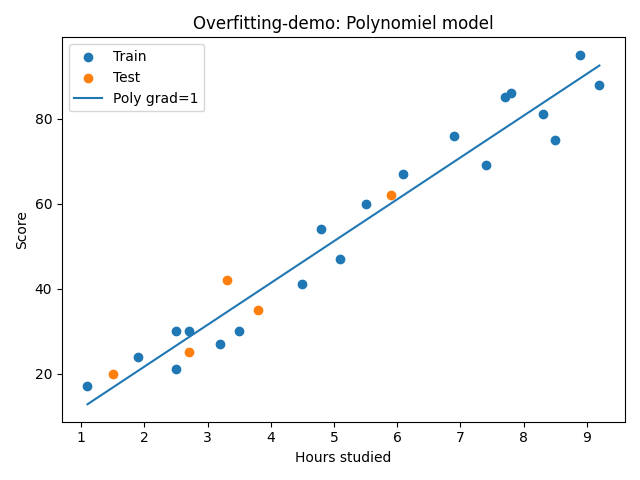 Overfitting-demo: Polynomiel model
Train
Test
Poly grad=1
80
60
40
20
Score
1 2 3 4 5 6 7 8 9
Hours studied